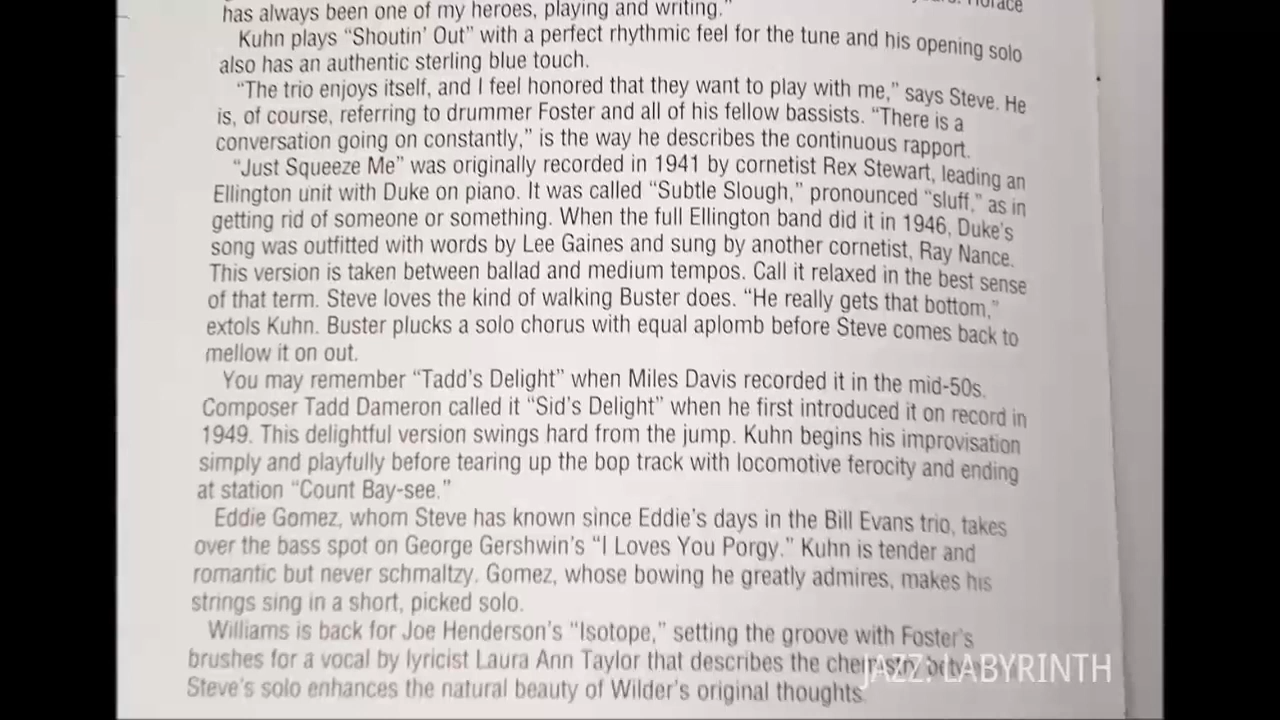 has always been one of my heroes, playing and writing."
Kuhn plays “Shoutin’ Out” with a perfect rhythmic feel for the tune and his opening solo
also has an authentic sterling blue touch.
“The trio enjoys itself, and I feel honored that they want to play with me,” says Steve. He
is, of course, referring to drummer Foster and all of his fellow bassists. “There is a
conversation going on constantly,” is the way he describes the continuous rapport.
“Just Squeeze Me” was originally recorded in 1941 by cornetist Rex Stewart, leading an
Ellington unit with Duke on piano. It was called “Subtle Slough,” pronounced “sluff,” as in
getting rid of someone or something. When the full Ellington band did it in 1946, Duke’s
song was outfitted with words by Lee Gaines and sung by another cornetist, Ray Nance.
This version is taken between ballad and medium tempos. Call it relaxed in the best sense
of that term. Steve loves the kind of walking Buster does. “He really gets that bottom,”
extols Kuhn. Buster plucks a solo chorus with equal aplomb before Steve comes back to
mellow it on out.
You may remember “Tadd’s Delight” when Miles Davis recorded it in the mid-50s.
Composer Tadd Dameron called it “Sid’s Delight” when he first introduced it on record in
1949. This delightful version swings hard from the jump. Kuhn begins his improvisation
simply and playfully before tearing up the bop track with locomotive ferocity and ending
at station “Count Bay-see.”
Eddie Gomez, whom Steve has known since Eddie’s days in the Bill Evans trio, takes
over the bass spot on George Gershwin’s “I Loves You Porgy.” Kuhn is tender and
romantic but never schmaltzy. Gomez, whose bowing he greatly admires, makes his
strings sing in a short, picked solo.
Williams is back for Joe Henderson’s “Isotope,” setting the groove with Foster’s
brushes for a vocal by lyricist Laura Ann Taylor that describes the chemistry
JAZZ: LABYRINTH
Steve’s solo enhances the natural beauty of Wilder’s original thoughts